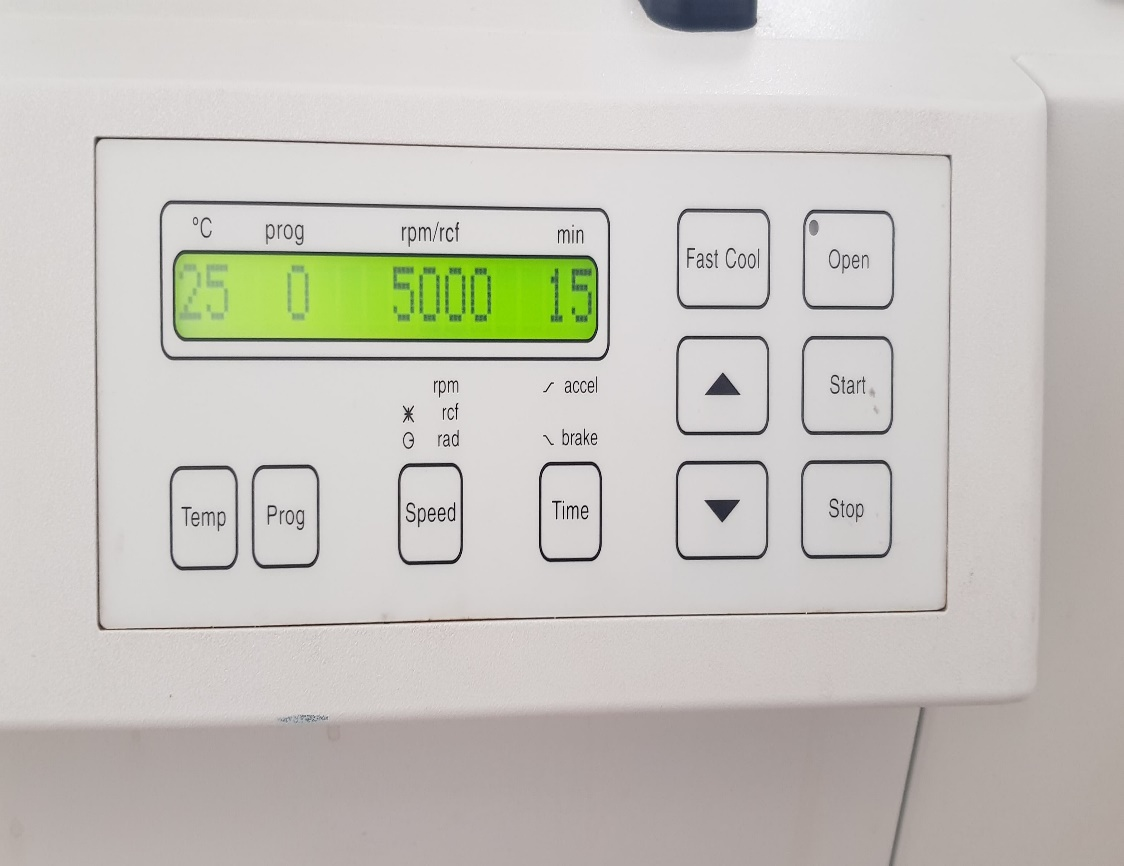 °C prog rpm/rcf min
25 0 5000 15
Fast Cool
Open
rpm
rcf
rad
accel
brake
Start
Temp
Prog
Speed
Time
Stop